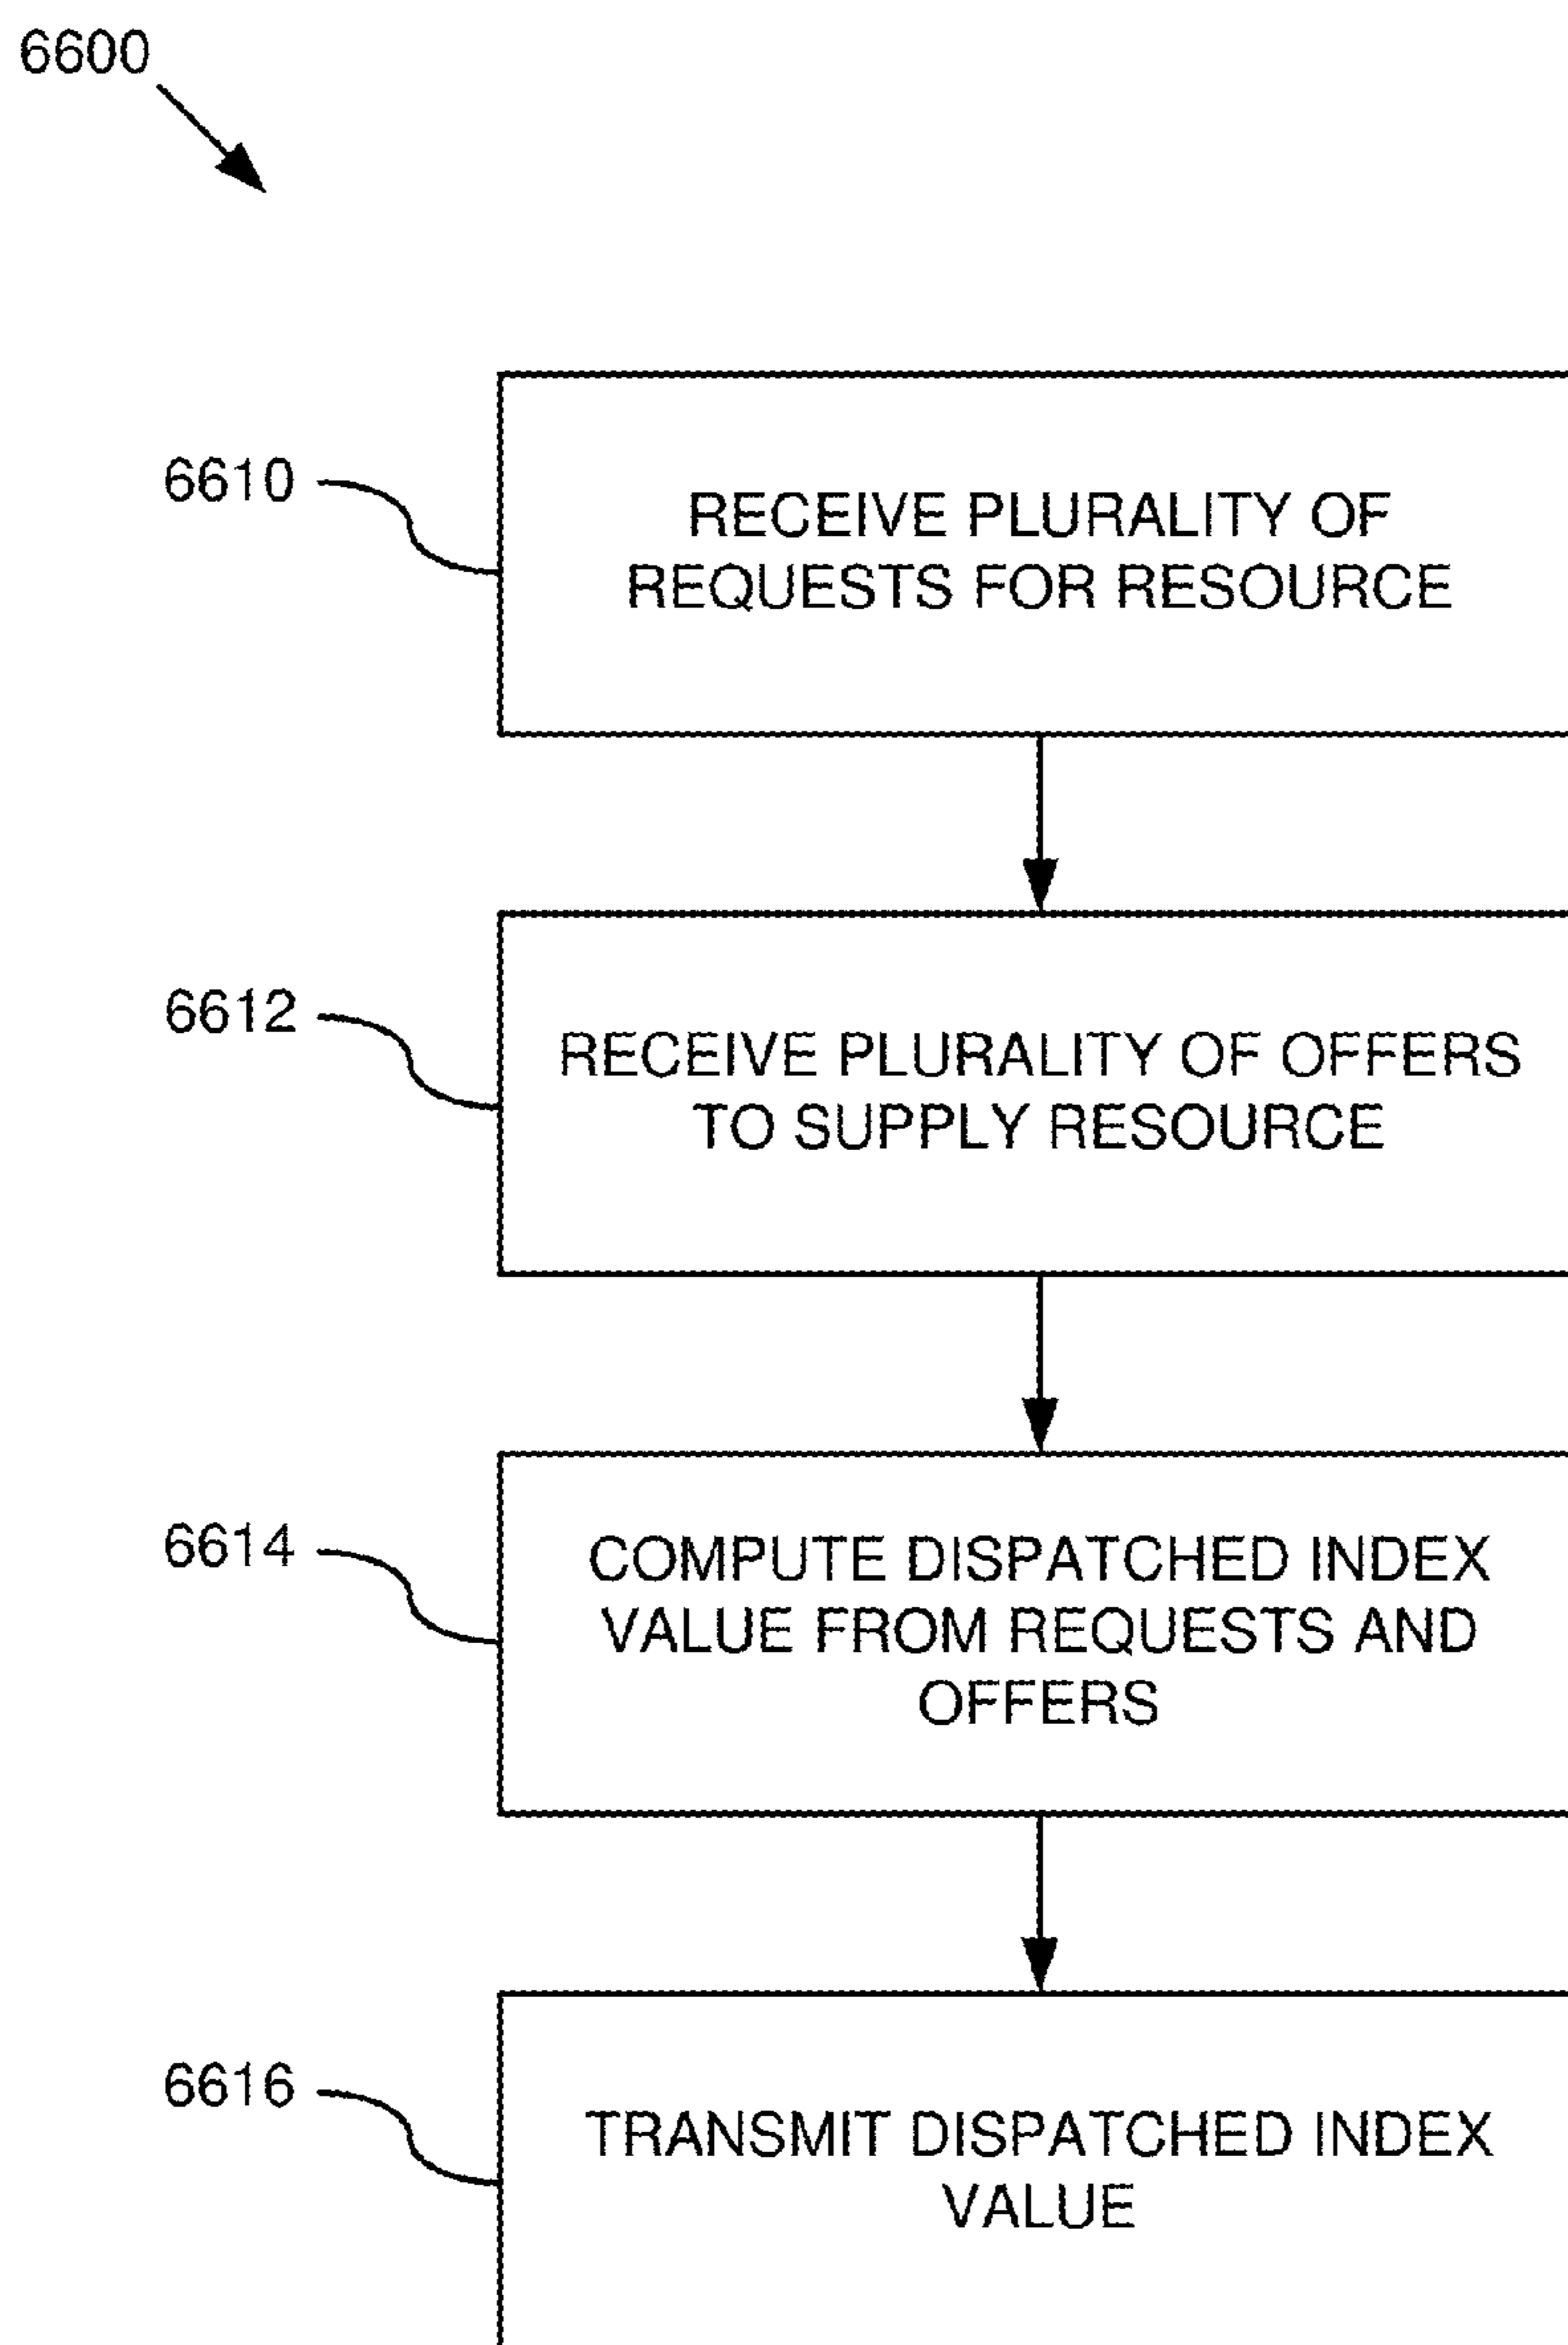 6600
6610
RECEIVE PLURALITY OF
REQUESTS FOR RESOURCE
6612
RECEIVE PLURALITY OF OFFERS
TO SUPPLY RESOURCE
6614
COMPUTE DISPATCHED INDEX
VALUE FROM REQUESTS AND
OFFERS
6616
TRANSMIT DISPATCHED INDEX
VALUE